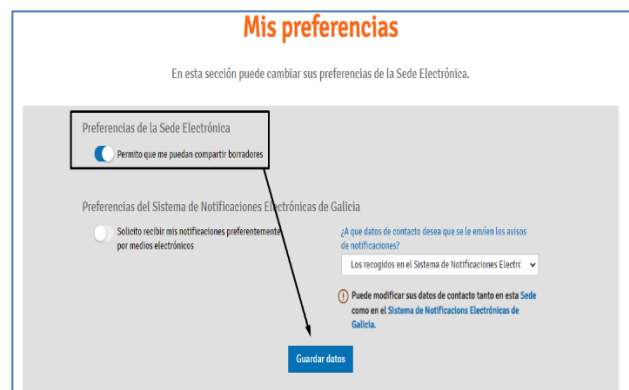 Mis preferencias
En esta sección puede cambiar sus preferencias de la Sede Electrónica.
Preferencias de la Sede Electrónica
Permito que me puedan compartir borradores
Preferencias del Sistema de Notificaciones Electrónicas de Galicia
Solicito recibir mis notificaciones preferentemente
por medios electrónicos
¿A que datos de contacto desea que se le envíen los avisos
de notificaciones?
Los recogidos en el Sistema de Notificaciones Electró
Puede modificar sus datos de contacto tanto en esta Sede
como en el Sistema de Notificacions Electrónicas de
Galicia.
Guardar datos